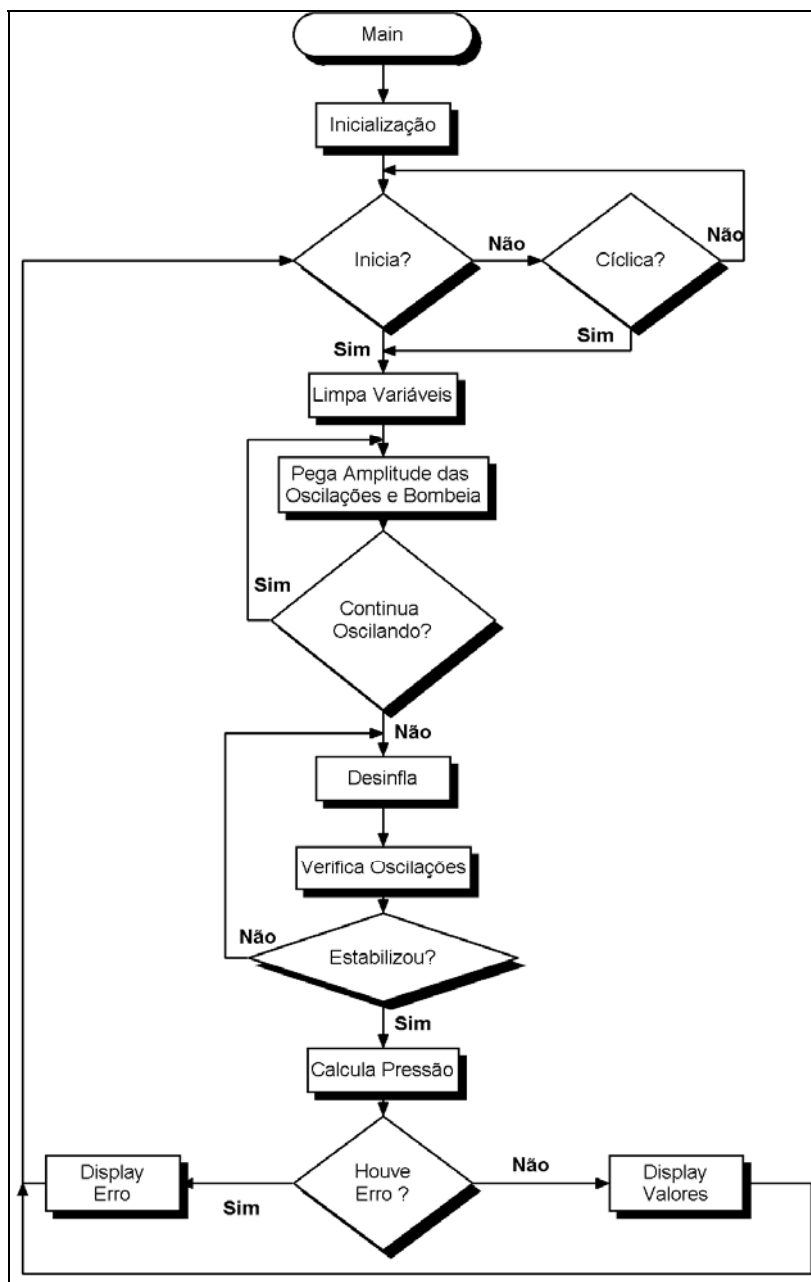 Main
Inicialização
Inicia?
Não
Cíclica?
Não
Sim
Sim
Limpa Variáveis
Pega Amplitude das
Oscilações e Bombeia
Sim
Continua
Oscilando?
Não
Desinfla
Verifica Oscilações
Não
Estabilizou?
Sim
Calcula Pressão
Display
Erro
Sim
Houve
Erro ?
Não
Display
Valores